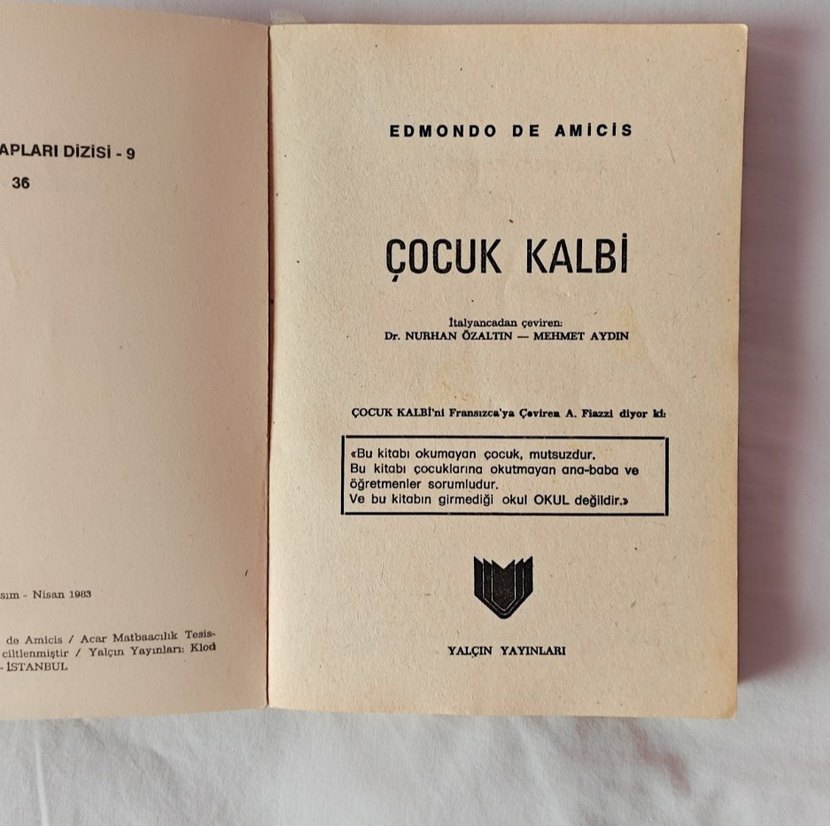 APLARI DİZİSİ - 9
36
sım - Nisan 1983
de Amicis / Acar Matbaacılık Tesis-
ciltlenmiştir / Yalçın Yayınları: Klod
- İSTANBUL
EDMONDO DE AMİCİS
ÇOCUK KALBİ
İtalyancadan çeviren:
Dr. NURHAN ÖZALTIN — MEHMET AYDIN
ÇOCUK KALBİ'ni Fransızca'ya Çeviren A. Piazzi diyor ki:
«Bu kitabı okumayan çocuk, mutsuzdur.
Bu kitabı çocuklarına okutmayan ana-baba ve
öğretmenler sorumludur.
Ve bu kitabın girmediği okul OKUL değildir.»
YALÇIN YAYINLARI